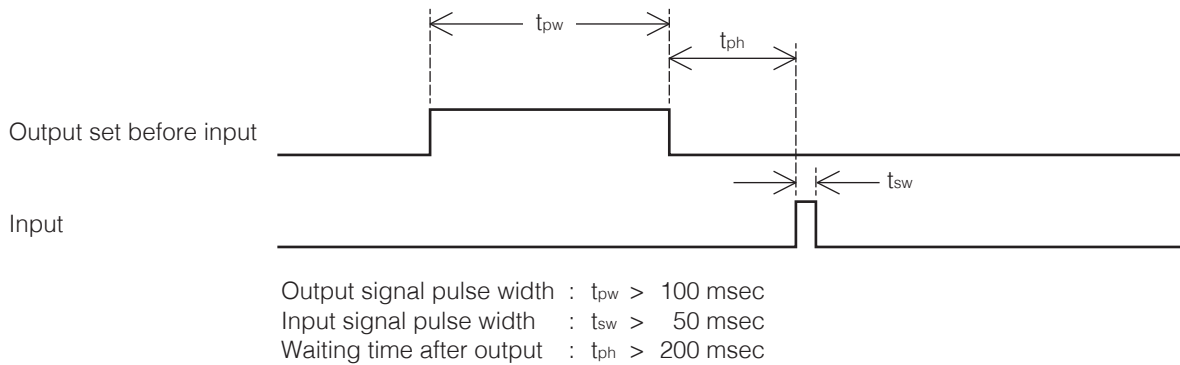 tpw
tph
Output set before input
tsw
Input
Output signal pulse width : tpw > 100 msec
Input signal pulse width : tsw > 50 msec
Waiting time after output : tph > 200 msec